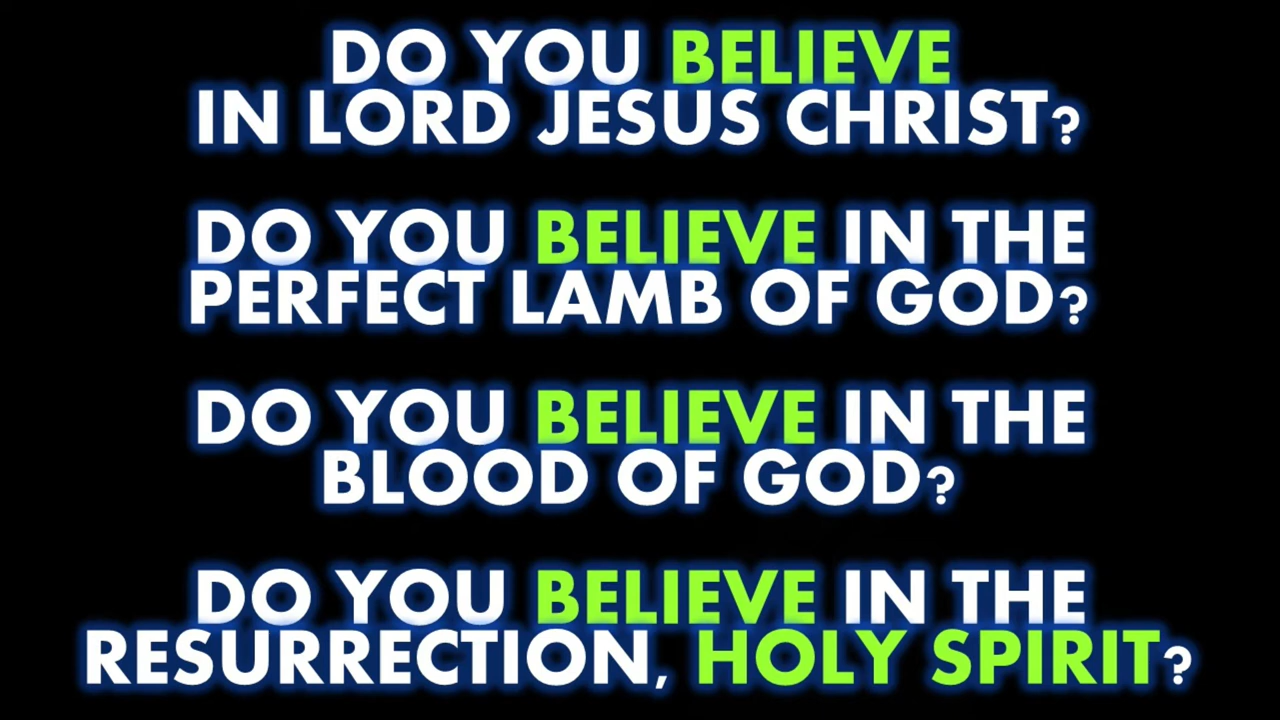 DO YOU BELIEVE
IN LORD JESUS CHRIST?
DO YOU BELIEVE IN THE
PERFECT LAMB OF GOD?
DO YOU BELIEVE IN THE
BLOOD OF GOD?
DO YOU BELIEVE IN THE
RESURRECTION, HOLY SPIRIT?